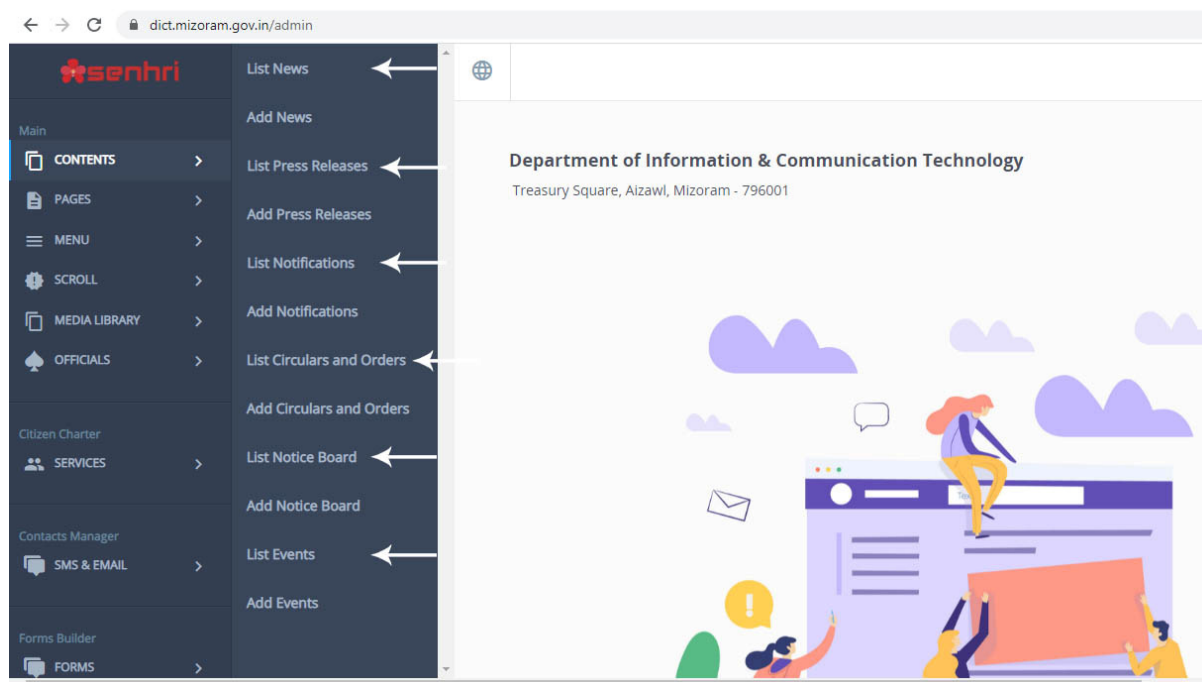 dict.mizoram.gov.in/admin
senhri
Main
CONTENTS
PAGES
MENU
SCROLL
MEDIA LIBRARY
OFFICIALS
Citizen Charter
SERVICES
Contacts Manager
SMS & EMAIL
Forms Builder
FORMS
List News
Add News
List Press Releases
Add Press Releases
List Notifications
Add Notifications
List Circulars and Orders
Add Circulars and Orders
List Notice Board
Add Notice Board
List Events
Add Events
Department of Information & Communication Technology
Treasury Square, Aizawl, Mizoram - 796001